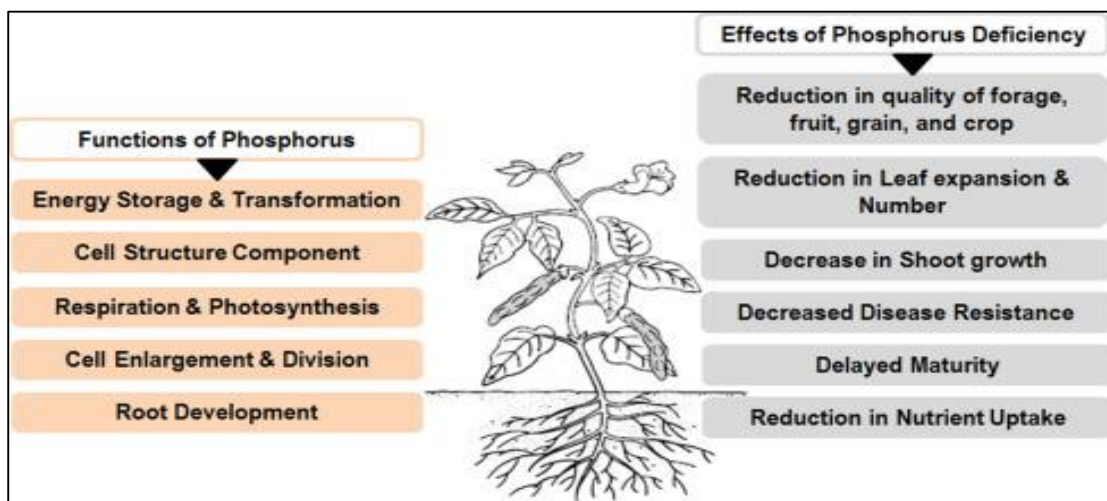 Functions of Phosphorus
Energy Storage & Transformation
Cell Structure Component
Respiration & Photosynthesis
Cell Enlargement & Division
Root Development
Effects of Phosphorus Deficiency
Reduction in quality of forage,
fruit, grain, and crop
Reduction in Leaf expansion &
Number
Decrease in Shoot growth
Decreased Disease Resistance
Delayed Maturity
Reduction in Nutrient Uptake